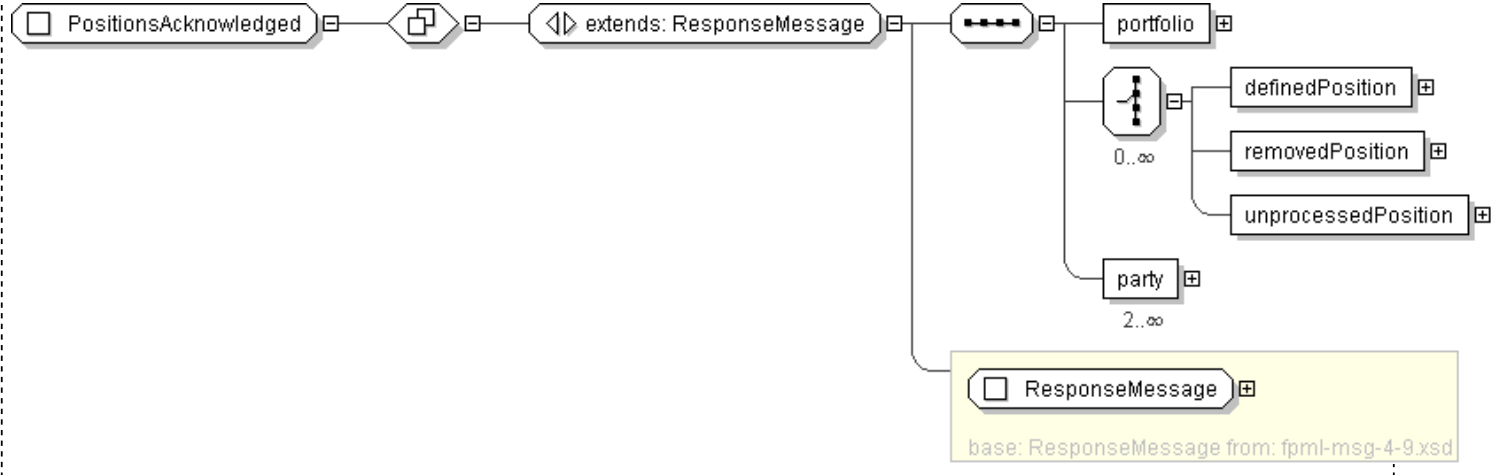 PositionsAcknowledged
extends: ResponseMessage
portfolio
definedPosition
0..∞
removedPosition
unprocessedPosition
party
2..∞
ResponseMessage
base: ResponseMessage from: fpml-msg-4-9.xsd